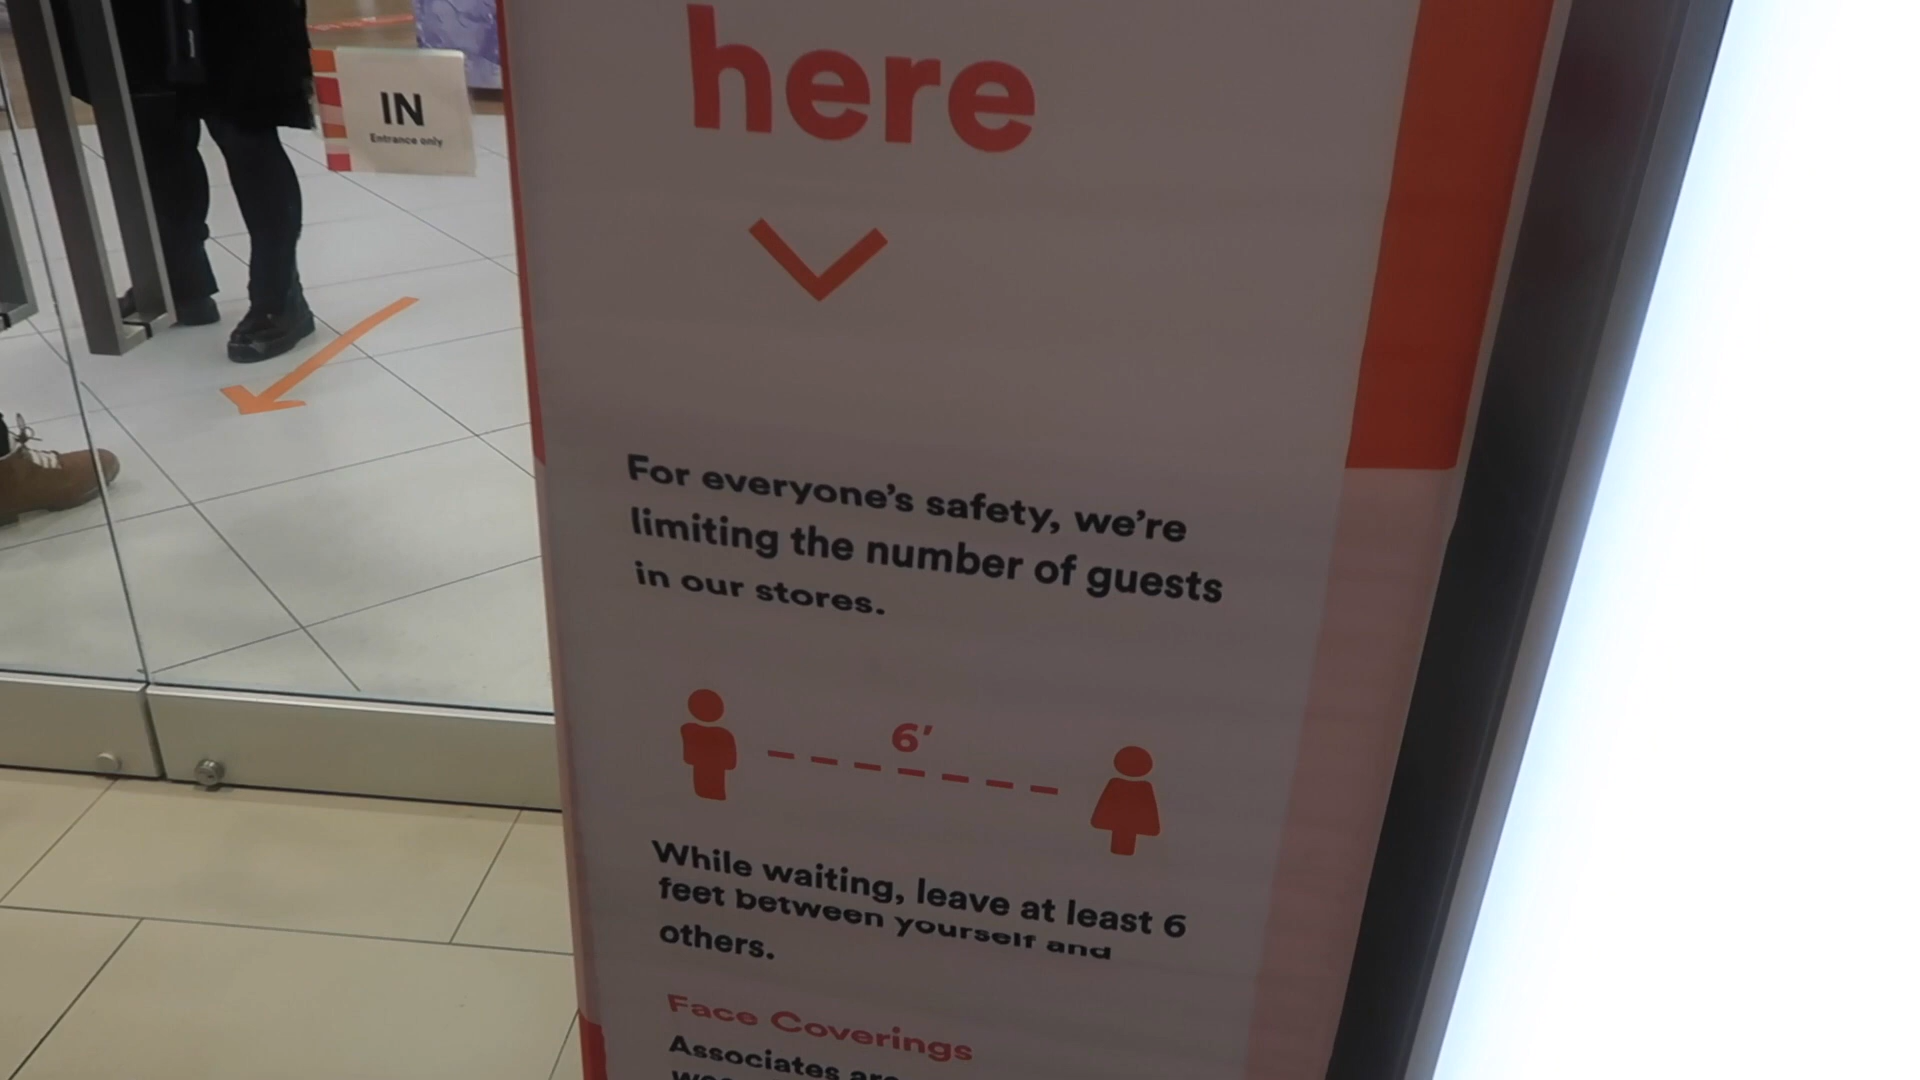 IN
Entrance only
here
For everyone's safety, we're
limiting the number of guests
in our stores.
6'
While waiting, leave at least 6
feet between yourself and
others.
Face Coverings
Associates are